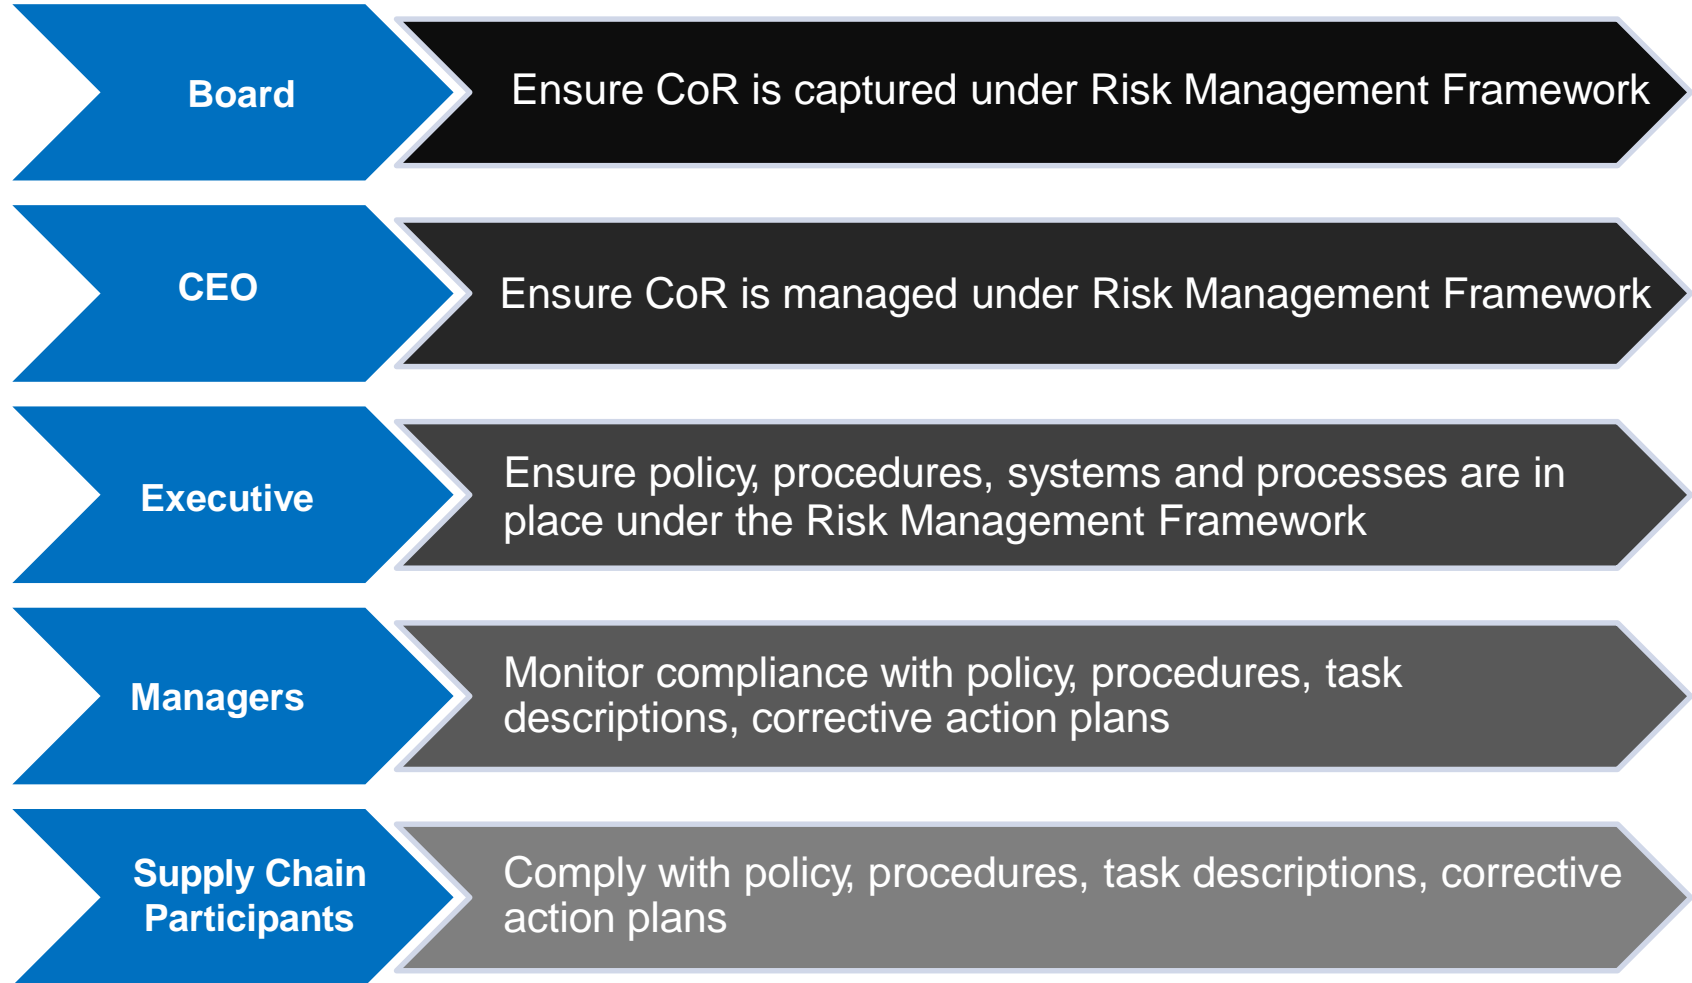 Board
Ensure CoR is captured under Risk Management Framework
CEO
Ensure CoR is managed under Risk Management Framework
Executive
Ensure policy, procedures, systems and processes are in
place under the Risk Management Framework
Managers
Monitor compliance with policy, procedures, task
descriptions, corrective action plans
Supply Chain
Participants
Comply with policy, procedures, task descriptions, corrective
action plans